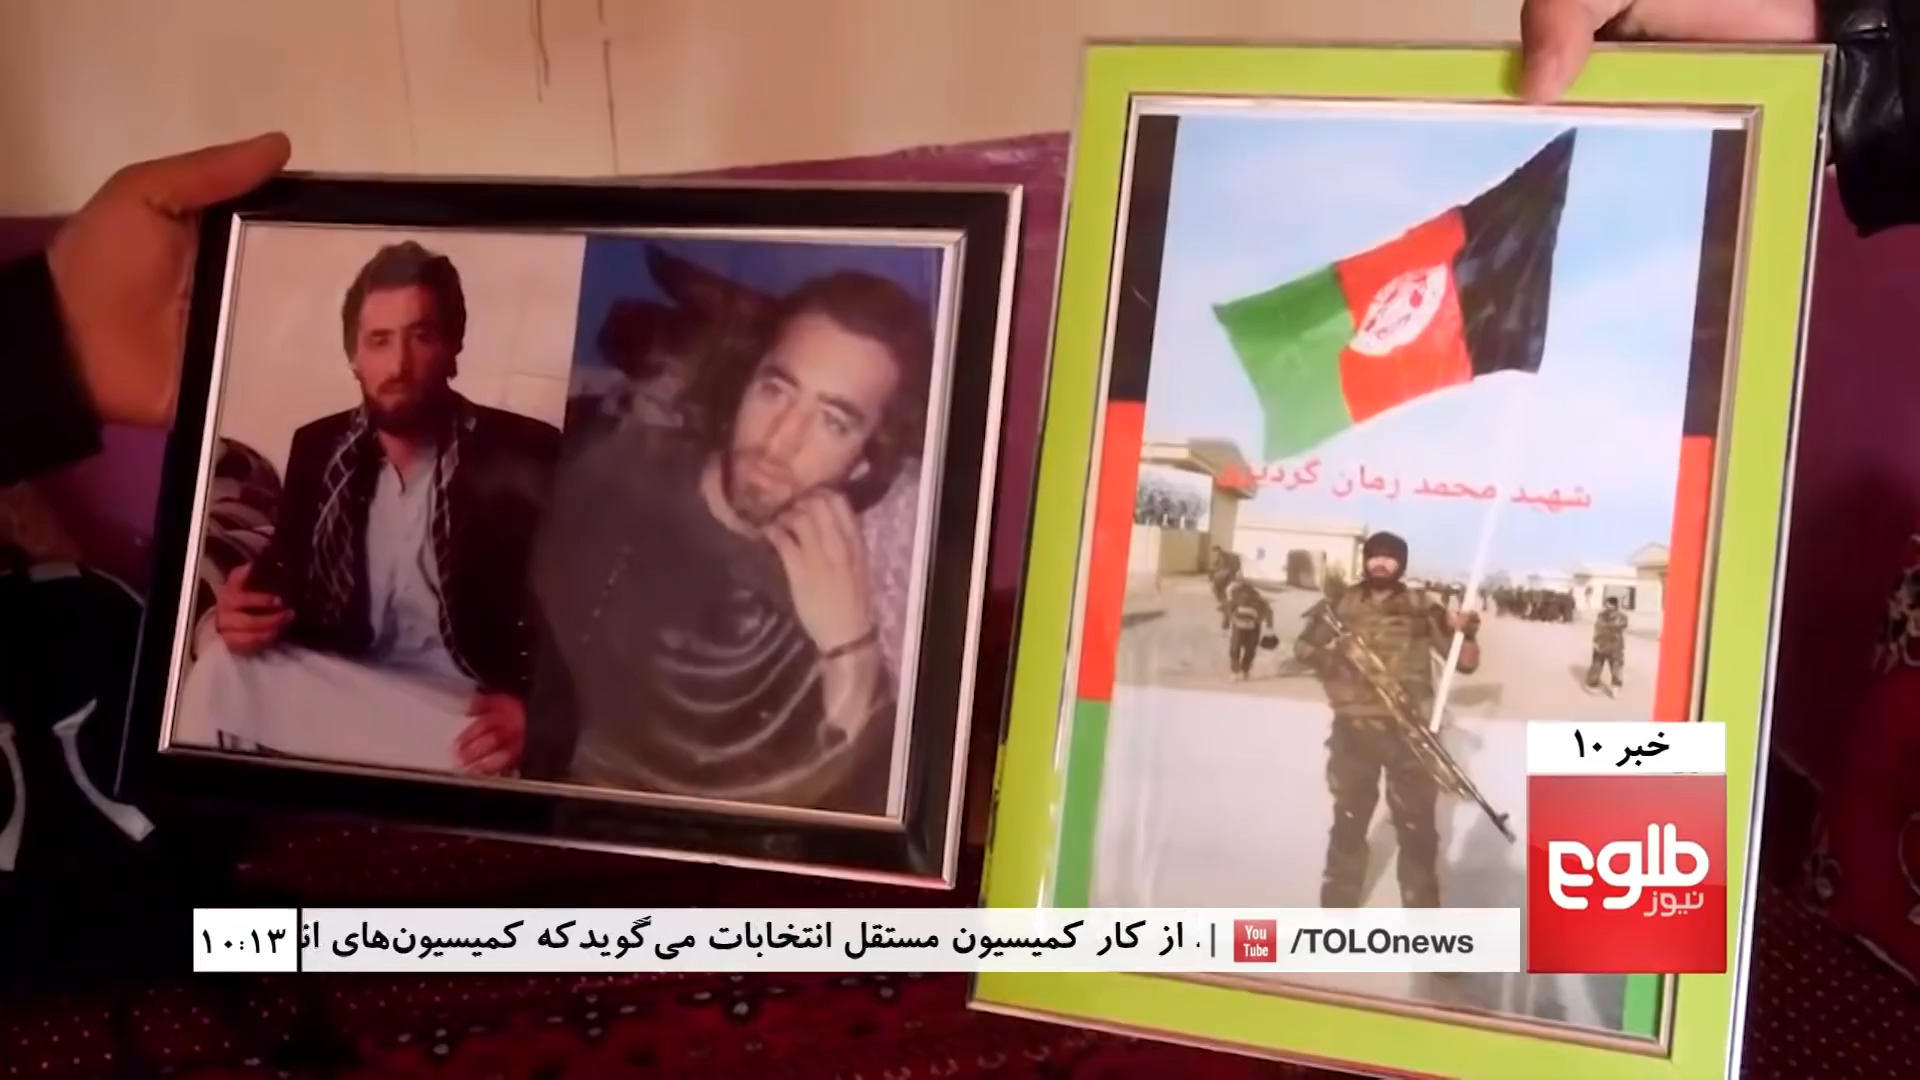 شهید محمد زمان گردیزی
خبر ۱۰
طلوع
نیوز
۱۰:۱۳
از کار کمیسیون مستقل انتخابات می‌گوید که کمیسیون‌های
| You Tube /TOLOnews